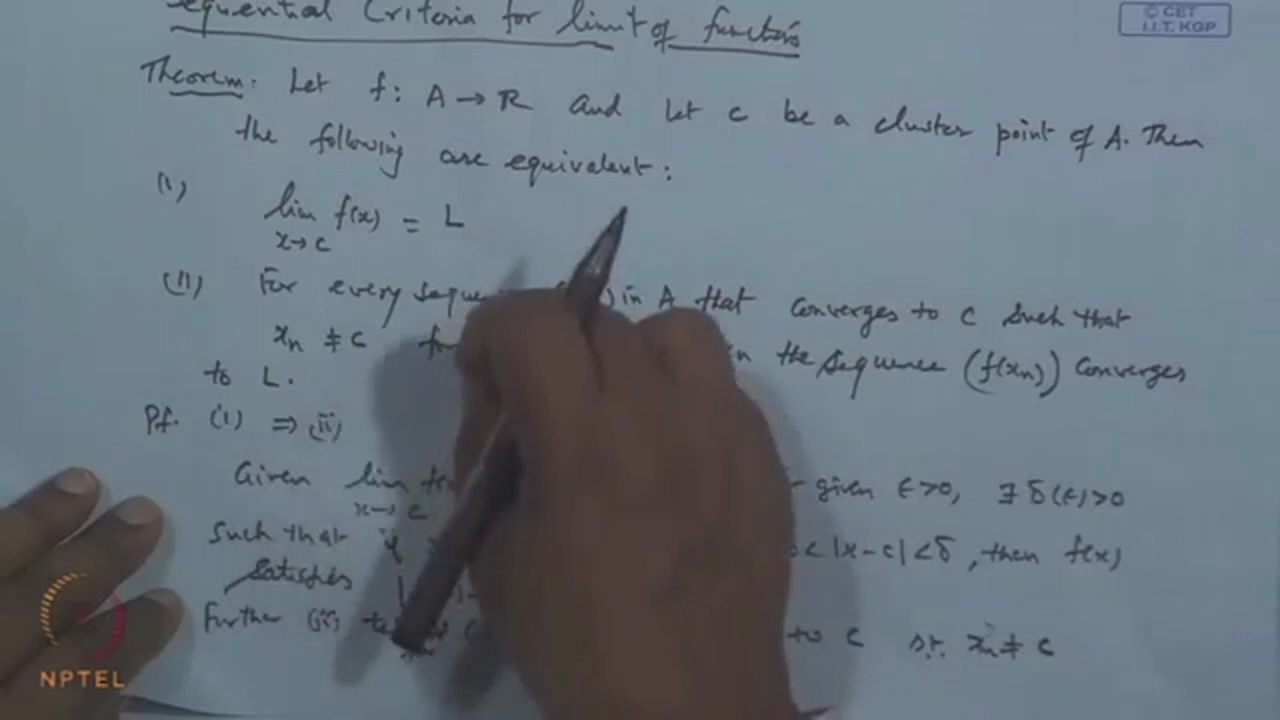 Sequential Criteria for limit of functions
© CET
I.I.T. KGP
Theorem: Let f: A → R and let c be a cluster point of A. Then
the following are equivalent:
(i) lim f(x) = L
x→c
(ii) For every in A that converges to c such that
xn ≠ c the sequence (f(xn)) converges
to L.
Pf. (i) ⇒ (ii)
Given lim given ε>0, ∃ δ(ε)>0
x→c
Such that < |x-c| < δ, then f(x)
Satisfies
Further (ii) to c s.t. xn ≠ c
NPTEL